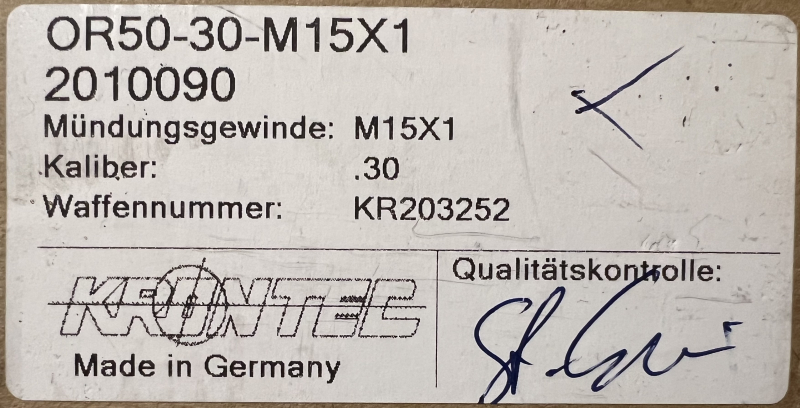 OR50-30-M15X1
2010090
Mündungsgewinde: M15X1
Kaliber: .30
Waffennummer: KR203252
KRONTEC
Made in Germany
Qualitätskontrolle: